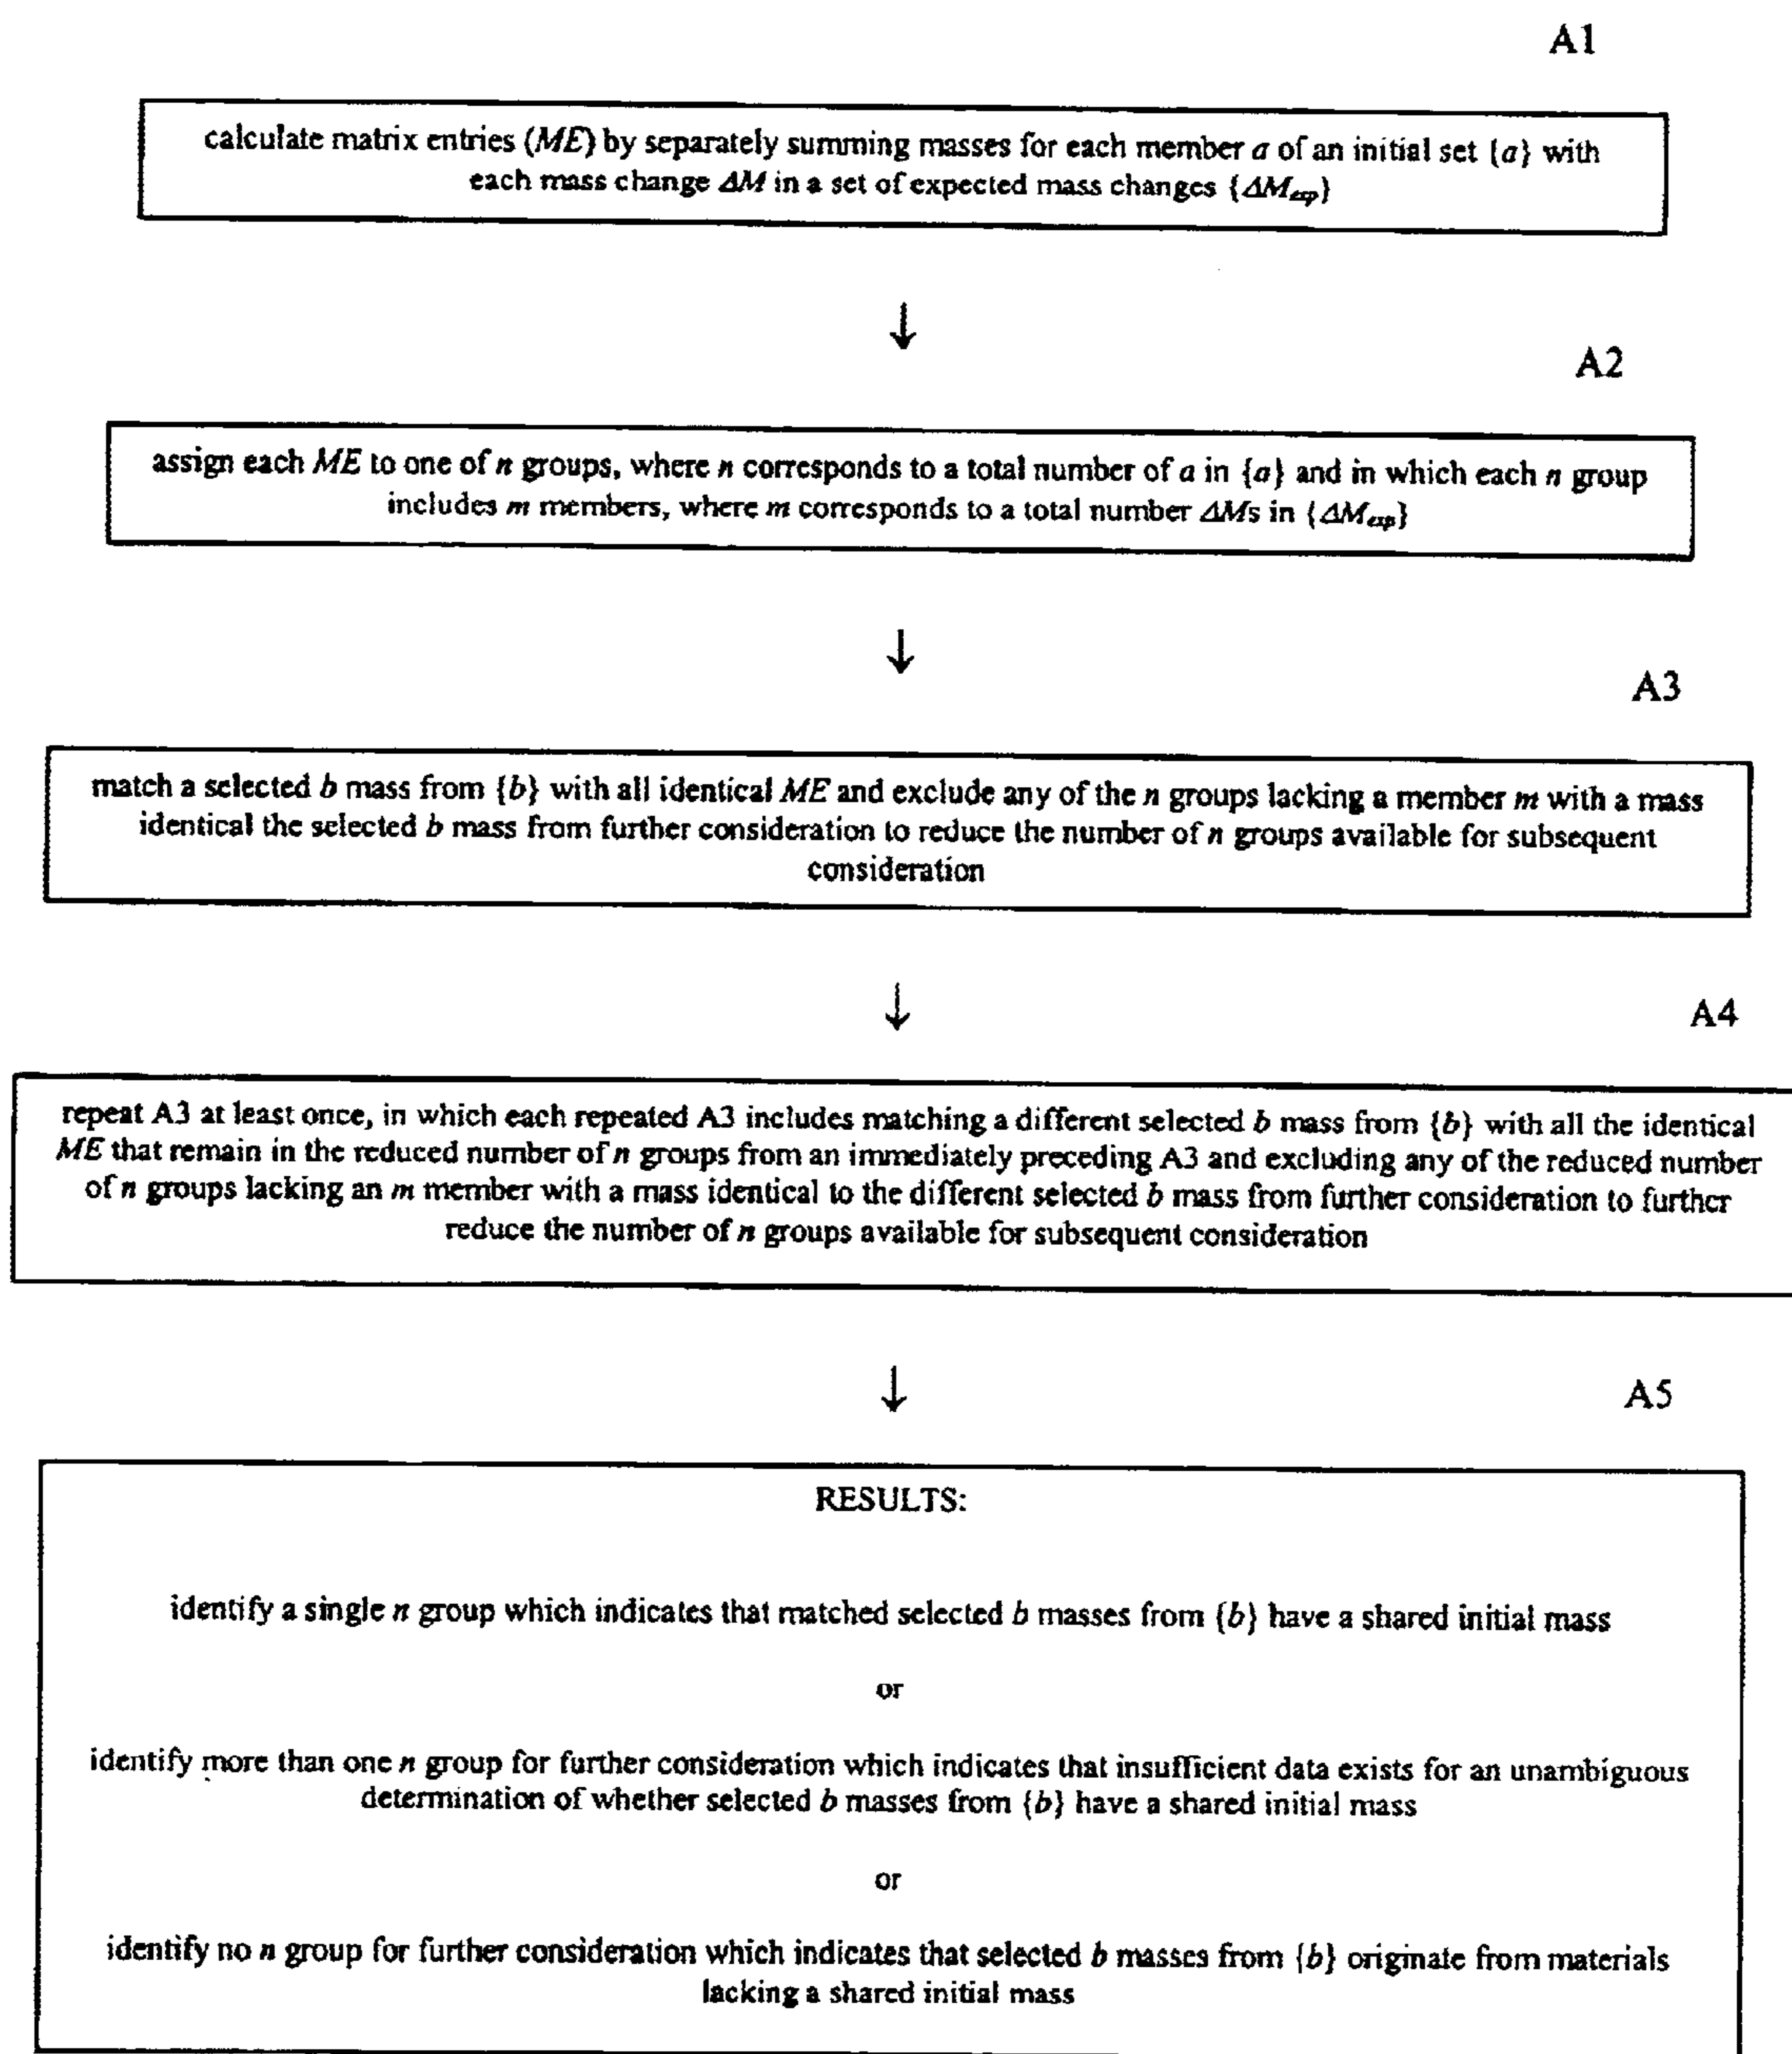 A1
calculate matrix entries (ME) by separately summing masses for each member a of an initial set {a} with
each mass change ΔM in a set of expected mass changes {ΔMexp}
↓
A2
assign each ME to one of n groups, where n corresponds to a total number of a in {a} and in which each n group
includes m members, where m corresponds to a total number ΔMs in {ΔMexp}
↓
A3
match a selected b mass from {b} with all identical ME and exclude any of the n groups lacking a member m with a mass
identical the selected b mass from further consideration to reduce the number of n groups available for subsequent
consideration
↓
A4
repeat A3 at least once, in which each repeated A3 includes matching a different selected b mass from {b} with all the identical
ME that remain in the reduced number of n groups from an immediately preceding A3 and excluding any of the reduced number
of n groups lacking an m member with a mass identical to the different selected b mass from further consideration to further
reduce the number of n groups available for subsequent consideration
↓
A5
RESULTS:
identify a single n group which indicates that matched selected b masses from {b} have a shared initial mass
or
identify more than one n group for further consideration which indicates that insufficient data exists for an unambiguous
determination of whether selected b masses from {b} have a shared initial mass
or
identify no n group for further consideration which indicates that selected b masses from {b} originate from materials
lacking a shared initial mass